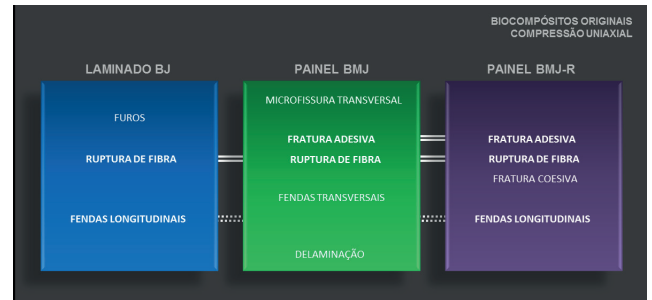 BIOCOMPÓSITOS ORIGINAIS
COMPRESSÃO UNIAXIAL
LAMINADO BJ
FUROS
RUPTURA DE FIBRA
FENDAS LONGITUDINAIS
PAINEL BMJ
MICROFISSURA TRANSVERSAL
FRATURA ADESIVA
RUPTURA DE FIBRA
FENDAS TRANSVERSAIS
DELAMINAÇÃO
PAINEL BMJ-R
FRATURA ADESIVA
RUPTURA DE FIBRA
FRATURA COESIVA
FENDAS LONGITUDINAIS